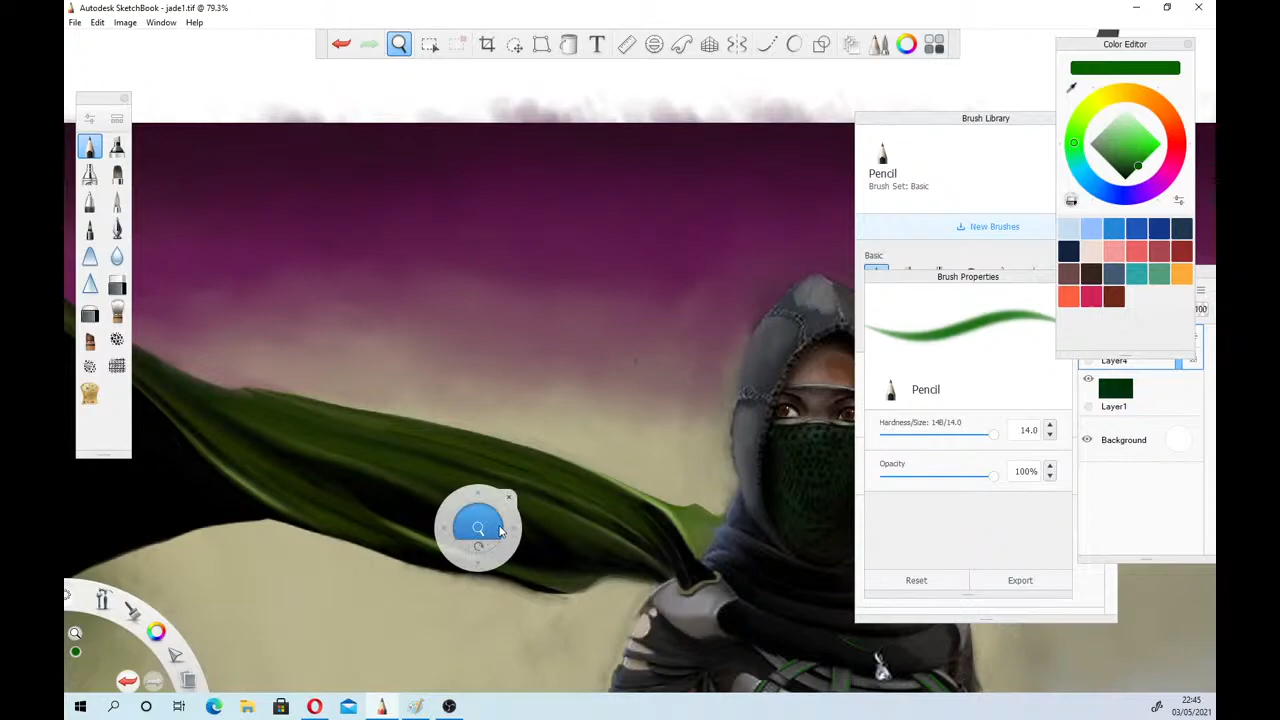 Autodesk SketchBook - jade1.tif @ 79.3%
File Edit Image Window Help
Color Editor
Brush Library
Pencil
Brush Set: Basic
New Brushes
Basic
Brush Properties
100
Layer4
Pencil
Layer1
Hardness/Size: 14B/14.0
14.0
Background
Opacity
100%
Reset Export
22:45
03/05/2021